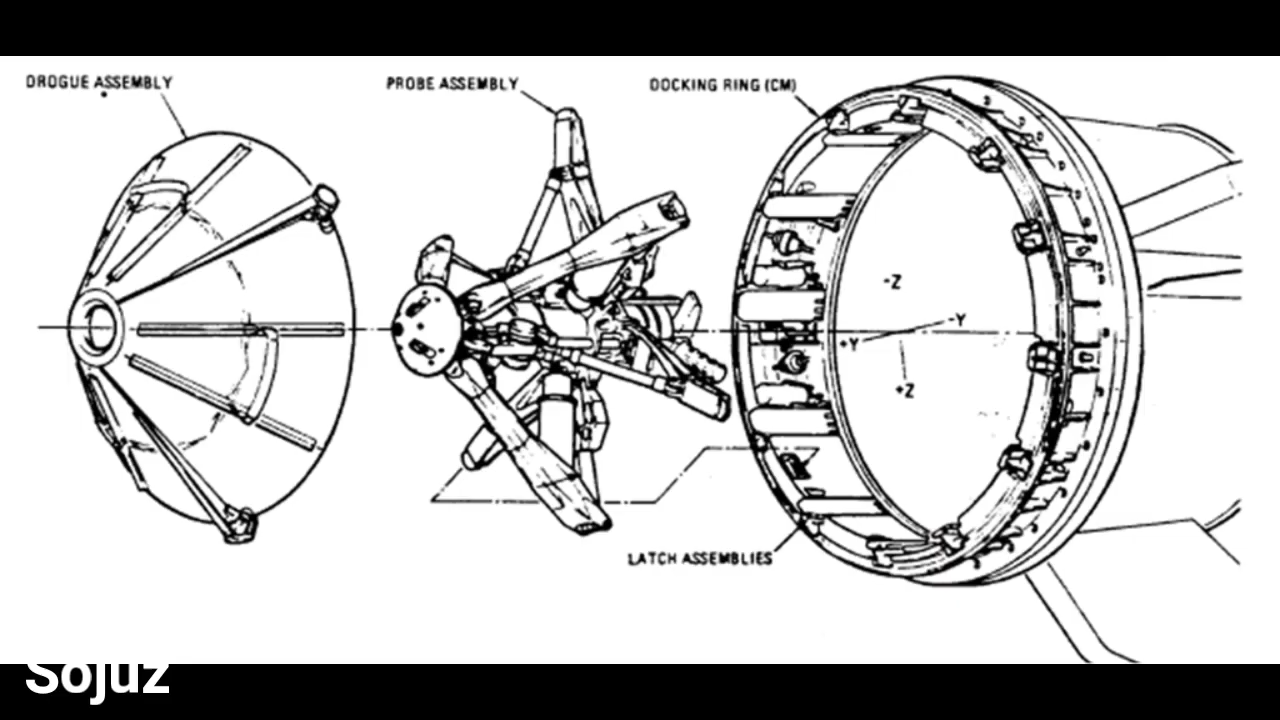 DROGUE ASSEMBLY
PROBE ASSEMBLY
DOCKING RING (CM)
-Z
-Y
+Y
+Z
LATCH ASSEMBLIES
Sojuz